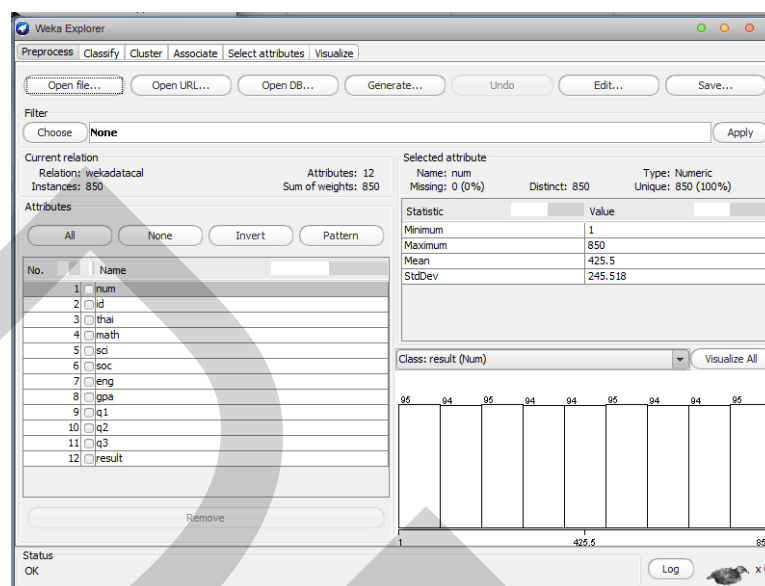 Weka Explorer
Preprocess Classify Cluster Associate Select attributes Visualize
Open file... Open URL... Open DB... Generate... Undo Edit... Save...
Filter
Choose None Apply
Current relation
Relation: wekadatacal Attributes: 12
Instances: 850 Sum of weights: 850
Selected attribute
Name: num Type: Numeric
Missing: 0 (0%) Distinct: 850 Unique: 850 (100%)
Attributes
All None Invert Pattern
No. Name
1 num
2 id
3 thai
4 math
5 sci
6 soc
7 eng
8 gpa
9 q1
10 q2
11 q3
12 result
Remove
Statistic Value
Minimum 1
Maximum 850
Mean 425.5
StdDev 245.518
Class: result (Num) Visualize All
95 94 95 94 94 95 94 94 95
1 425.5
Status
OK
Log x